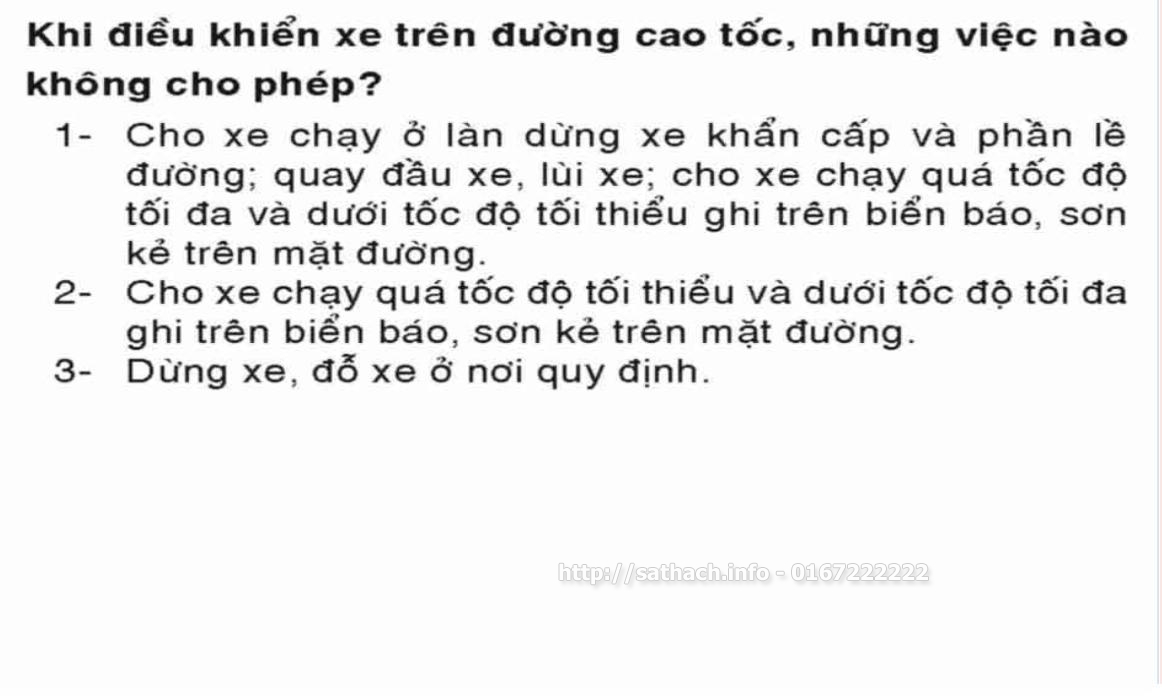 Khi điều khiển xe trên đường cao tốc, những việc nào
không cho phép?
1- Cho xe chạy ở làn dừng xe khẩn cấp và phần lề
đường; quay đầu xe, lùi xe; cho xe chạy quá tốc độ
tối đa và dưới tốc độ tối thiểu ghi trên biển báo, sơn
kẻ trên mặt đường.
2- Cho xe chạy quá tốc độ tối thiểu và dưới tốc độ tối đa
ghi trên biển báo, sơn kẻ trên mặt đường.
3- Dừng xe, đỗ xe ở nơi quy định.
http://sathach.info - 0167222222